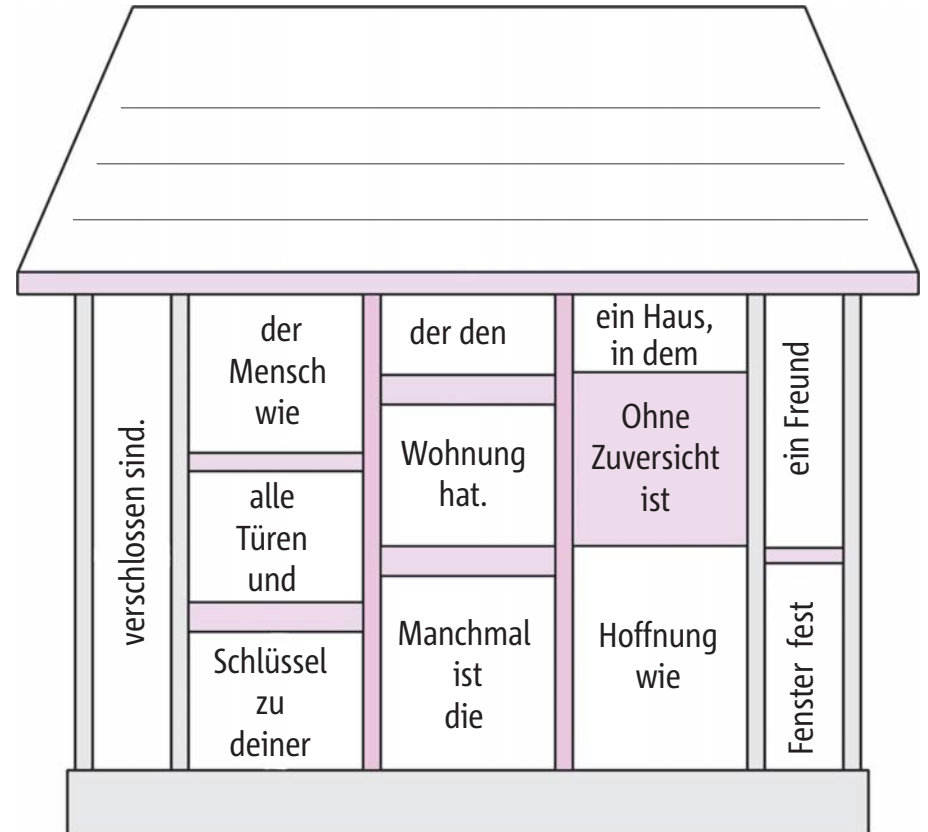 verschlossen sind.
der
Mensch
wie
alle
Türen
und
Schlüssel
zu
deiner
der den
Wohnung
hat.
Manchmal
ist
die
ein Haus,
in dem
Ohne
Zuversicht
ist
Hoffnung
wie
ein Freund
Fenster fest